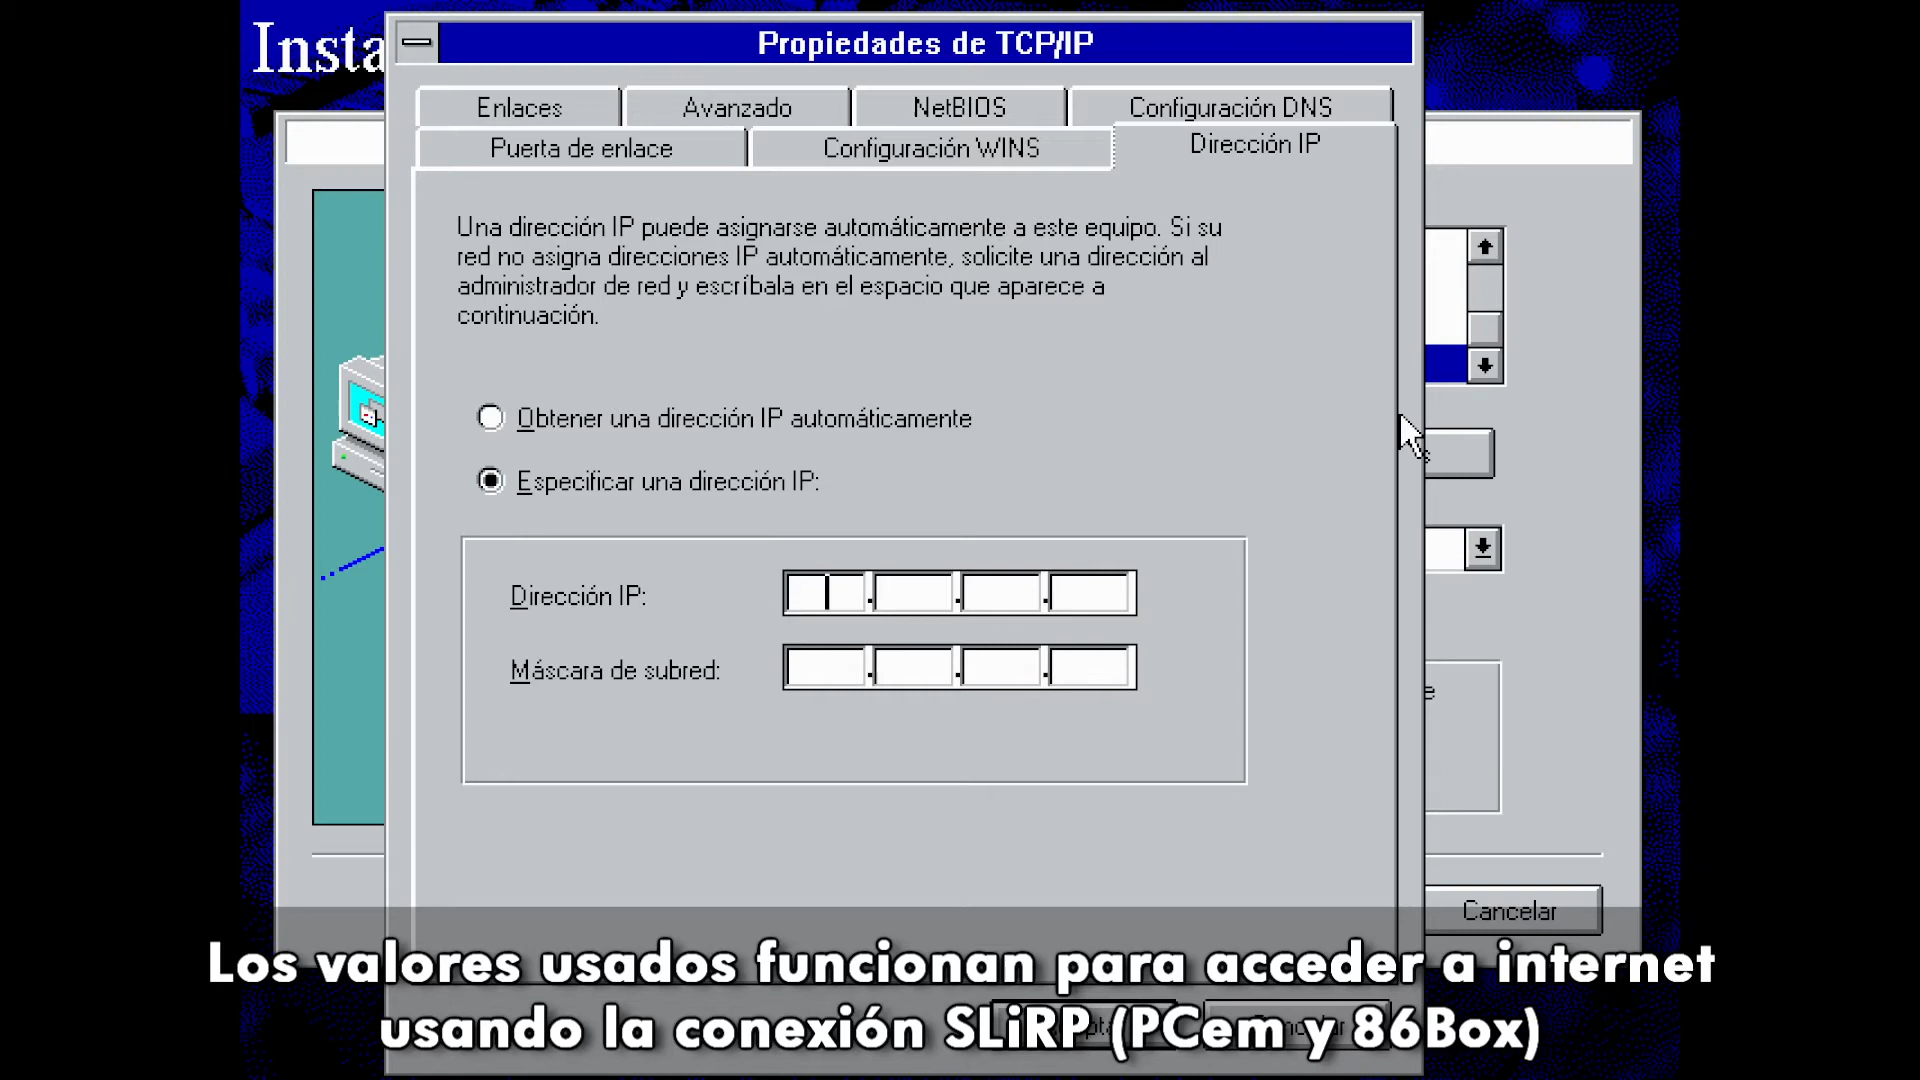 Insta
Propiedades de TCP/IP
Enlaces
Avanzado
NetBIOS
Configuración DNS
Puerta de enlace
Configuración WINS
Dirección IP
Una dirección IP puede asignarse automáticamente a este equipo. Si su
red no asigna direcciones IP automáticamente, solicite una dirección al
administrador de red y escríbala en el espacio que aparece a
continuación.
Obtener una dirección IP automáticamente
Especificar una dirección IP:
Dirección IP:
Máscara de subred:
Cancelar
Los valores usados funcionan para acceder a internet
usando la conexión SLiRP (PCem y 86Box)